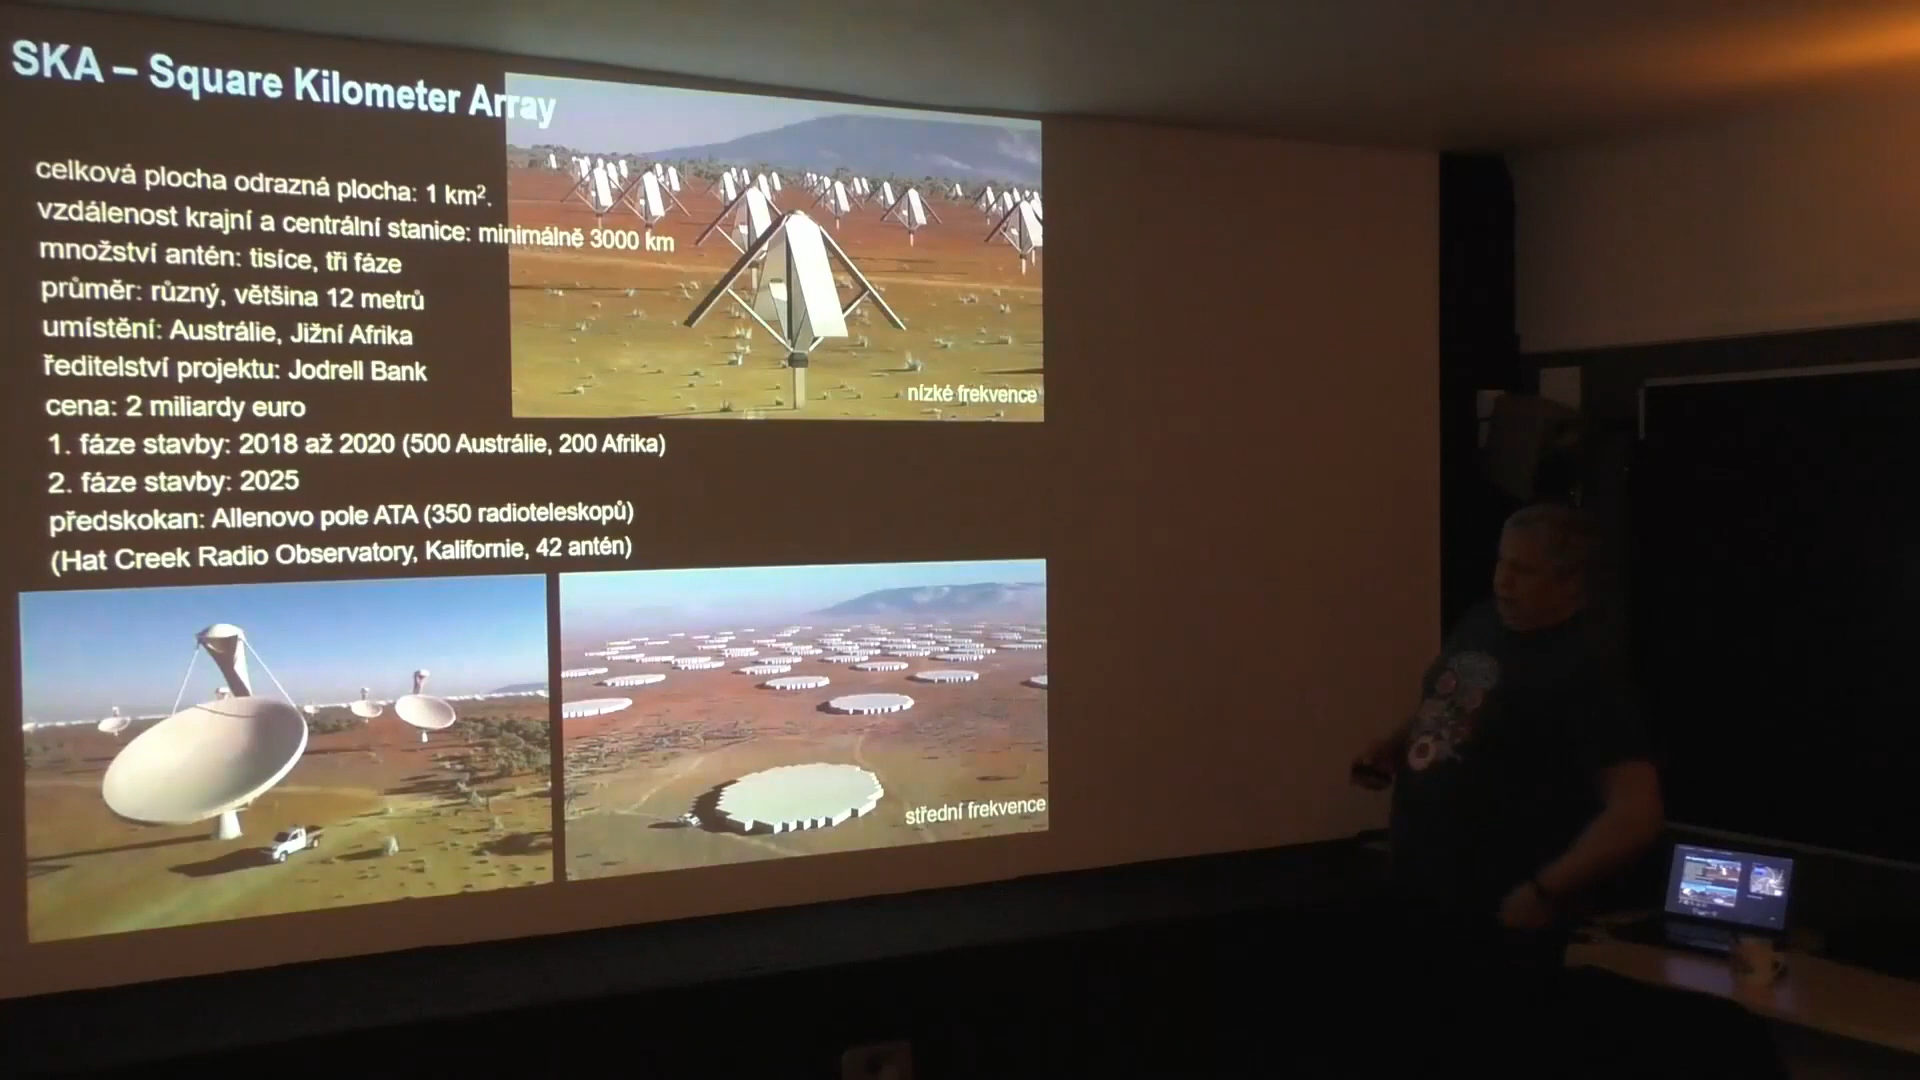 SKA – Square Kilometer Array
celková plocha odrazná plocha: 1 km².
vzdálenost krajní a centrální stanice: minimálně 3000 km
množství antén: tisíce, tři fáze
průměr: různý, většina 12 metrů
umístění: Austrálie, Jižní Afrika
ředitelství projektu: Jodrell Bank
cena: 2 miliardy euro
1. fáze stavby: 2018 až 2020 (500 Austrálie, 200 Afrika)
2. fáze stavby: 2025
předskokan: Allenovo pole ATA (350 radioteleskopů)
(Hat Creek Radio Observatory, Kalifornie, 42 antén)
nízké frekvence
střední frekvence